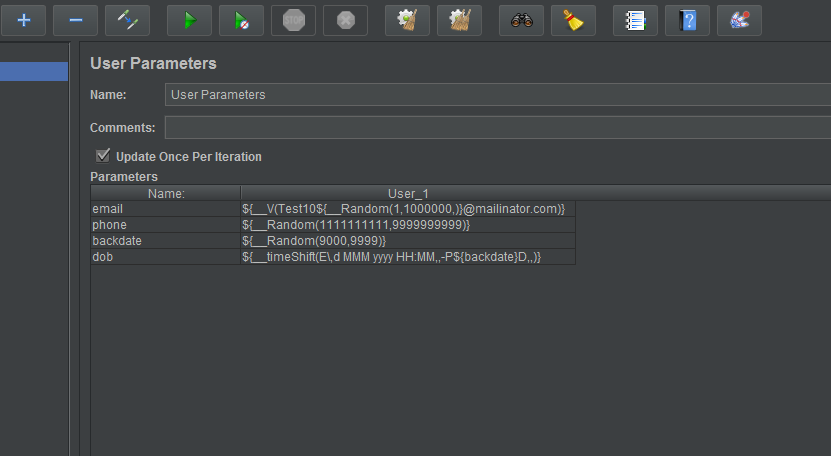 STOP
User Parameters
Name: User Parameters
Comments:
Update Once Per Iteration
Parameters
Name: User_1
email ${__V(Test10${__Random(1,1000000,)}@mailinator.com)}
phone ${__Random(1111111111,9999999999)}
backdate ${__Random(9000,9999)}
dob ${__timeShift(E\,d MMM yyyy HH:MM,,-P${backdate}D,,)}